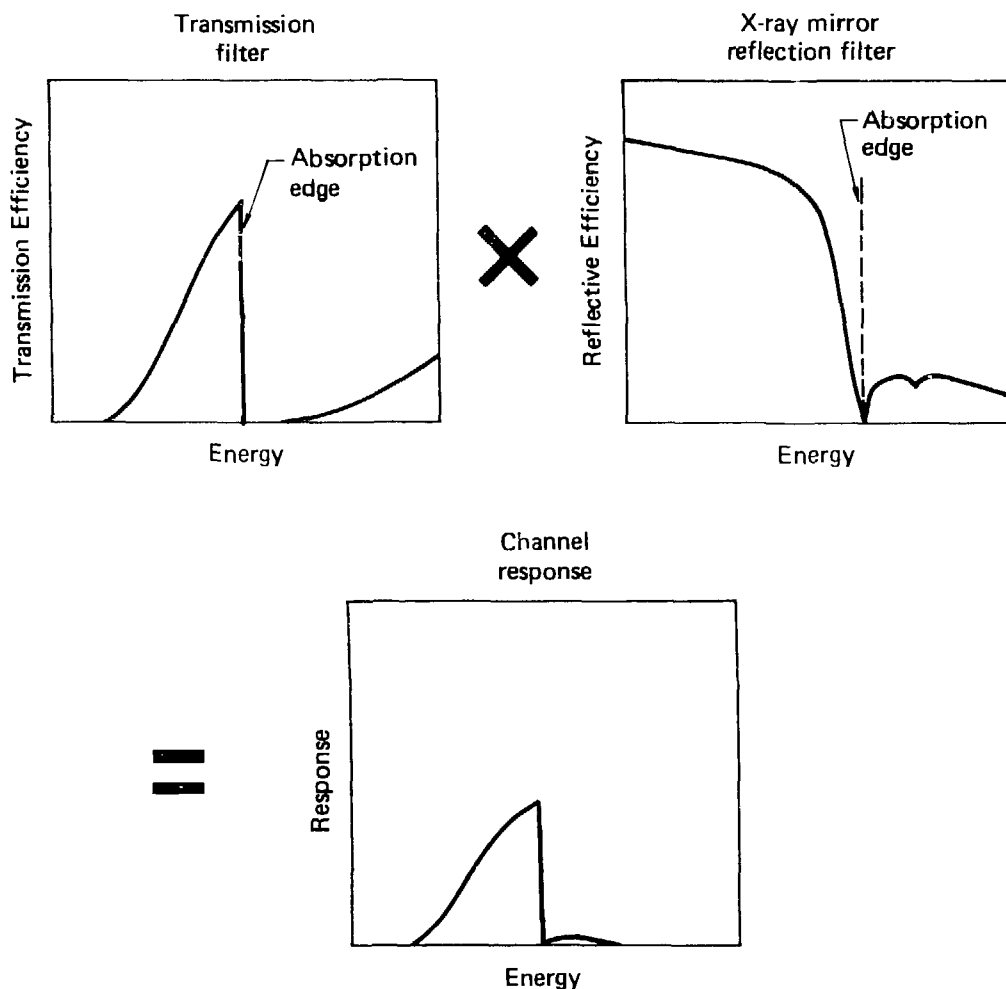 Transmission
filter
X-ray mirror
reflection filter
Transmission Efficiency
Absorption
edge
Energy
×
Reflective Efficiency
Absorption
edge
Energy
=
Channel
response
Response
Energy